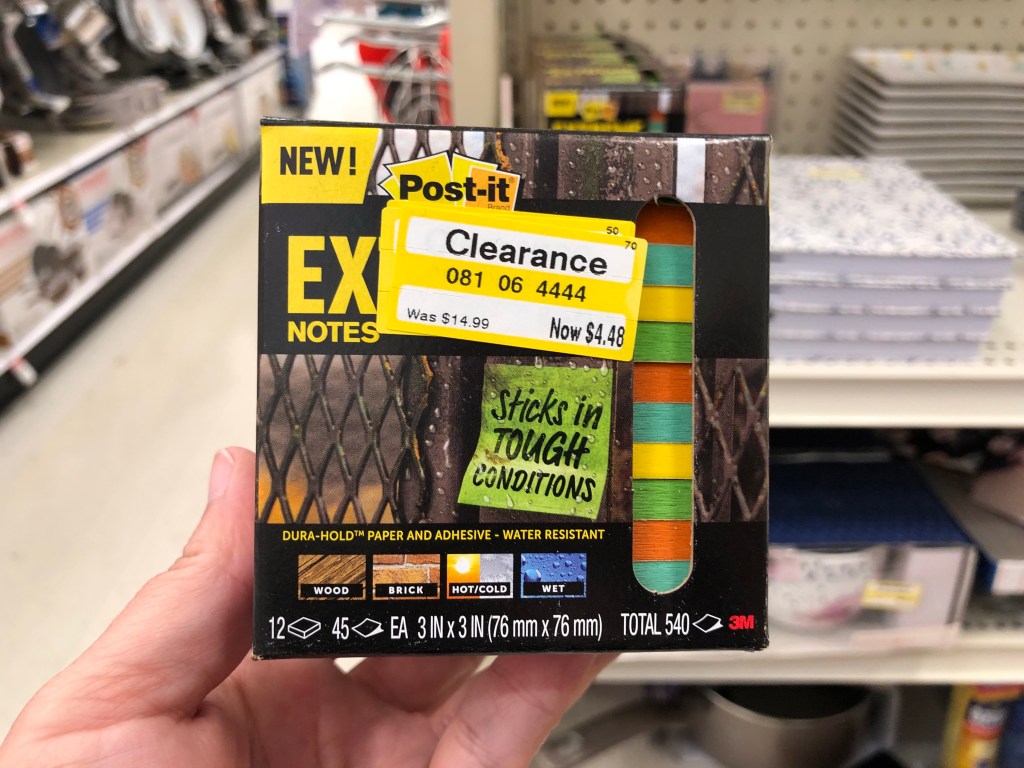 NEW!
Post-it
Brand
EX
NOTES
50
70
Clearance
081 06 4444
Was $14.99
Now $4.48
Sticks in
TOUGH
CONDITIONS
DURA-HOLD™ PAPER AND ADHESIVE - WATER RESISTANT
WOOD BRICK HOT/COLD WET
12 45 EA 3 IN x 3 IN (76 mm x 76 mm) TOTAL 540 3M